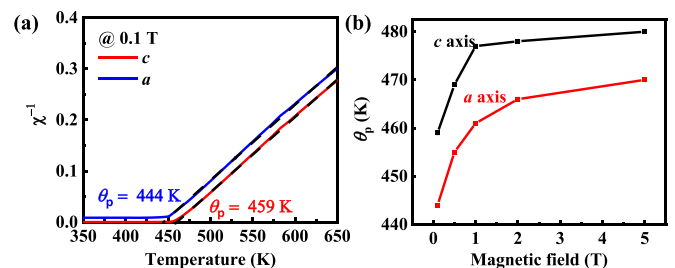 (a)
@ 0.1 T
c
a
χ⁻¹
0.3
0.2
0.1
0.0
θp = 444 K
θp = 459 K
350 400 450 500 550 600 650
Temperature (K)
(b)
c axis
a axis
θp (K)
480
470
460
450
440
0 1 2 3 4 5
Magnetic field (T)